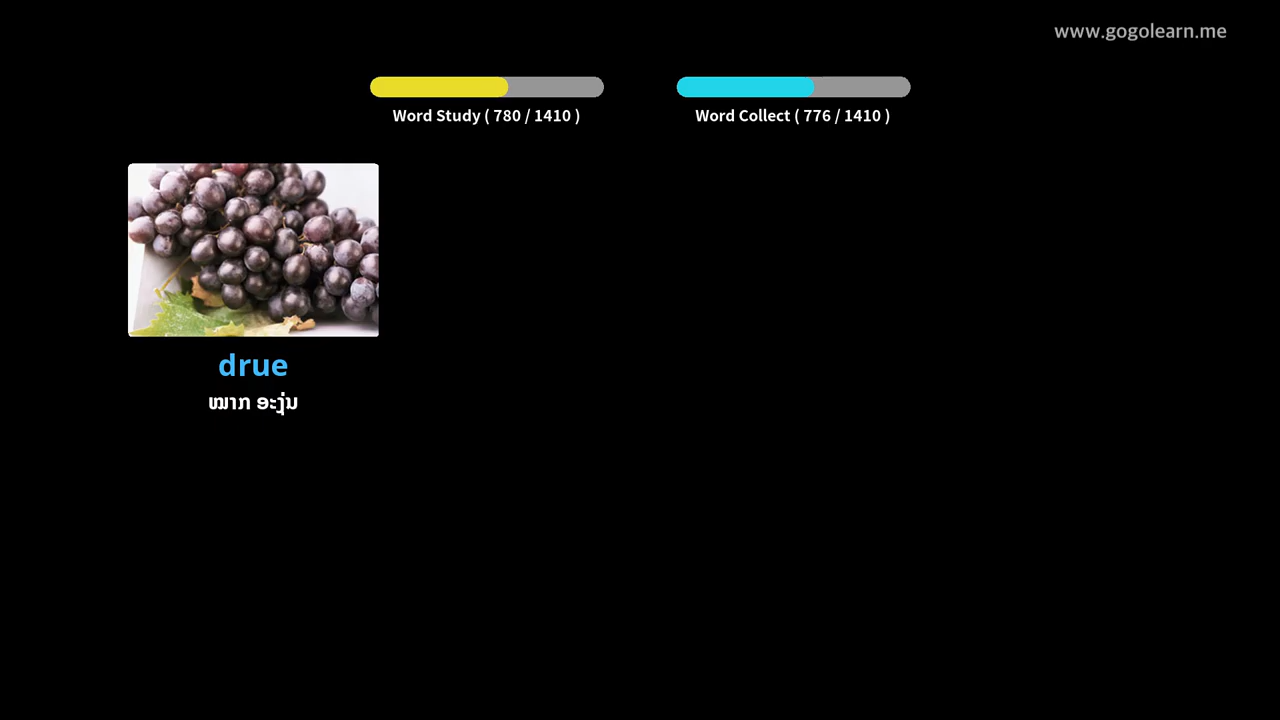 www.gogolearn.me
Word Study ( 780 / 1410 )
Word Collect ( 776 / 1410 )
drue
ໝາກ ອະງຸ່ນ